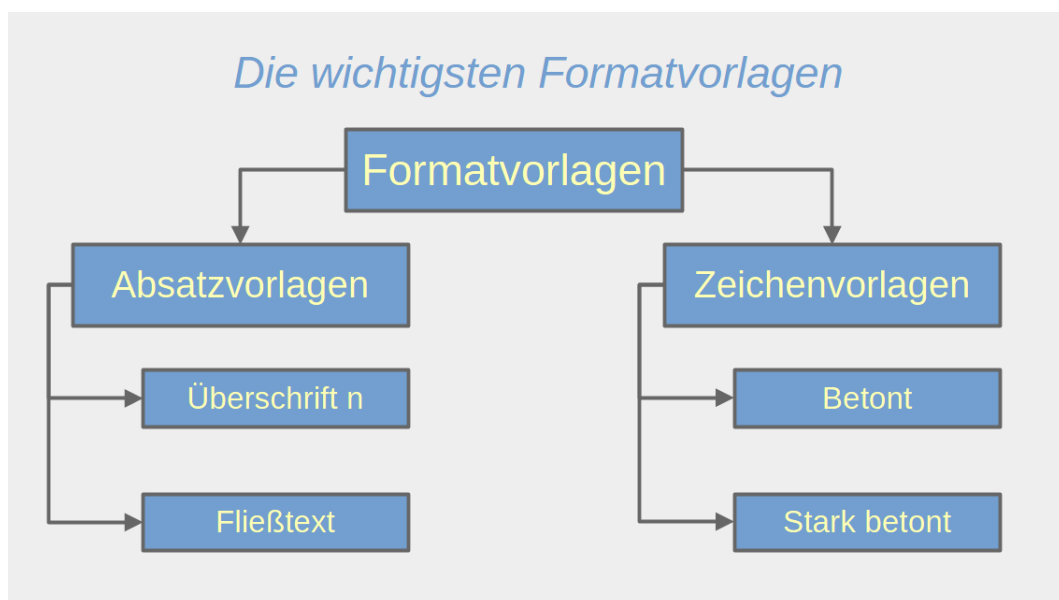 Die wichtigsten Formatvorlagen
Formatvorlagen
Absatzvorlagen
Zeichenvorlagen
Überschrift n
Betont
Fließtext
Stark betont